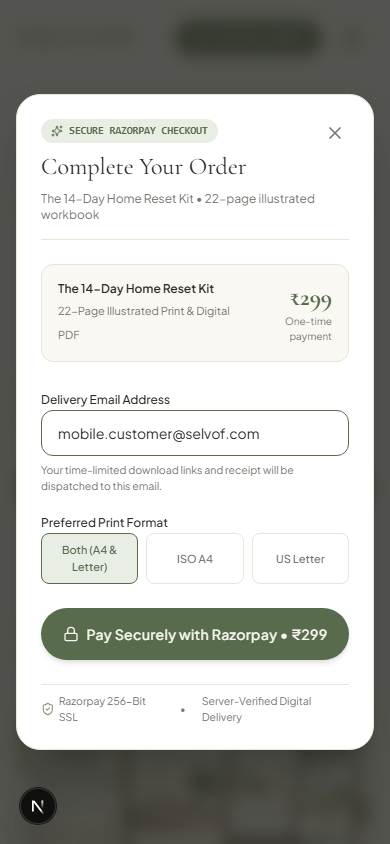 SECURE RAZORPAY CHECKOUT
Complete Your Order
The 14–Day Home Reset Kit • 22–page illustrated
workbook
The 14–Day Home Reset Kit
22–Page Illustrated Print & Digital
PDF
₹299
One–time
payment
Delivery Email Address
mobile.customer@selvof.com
Your time–limited download links and receipt will be
dispatched to this email.
Preferred Print Format
Both (A4 &
Letter)
ISO A4
US Letter
Pay Securely with Razorpay • ₹299
Razorpay 256–Bit
SSL
•
Server–Verified Digital
Delivery
N